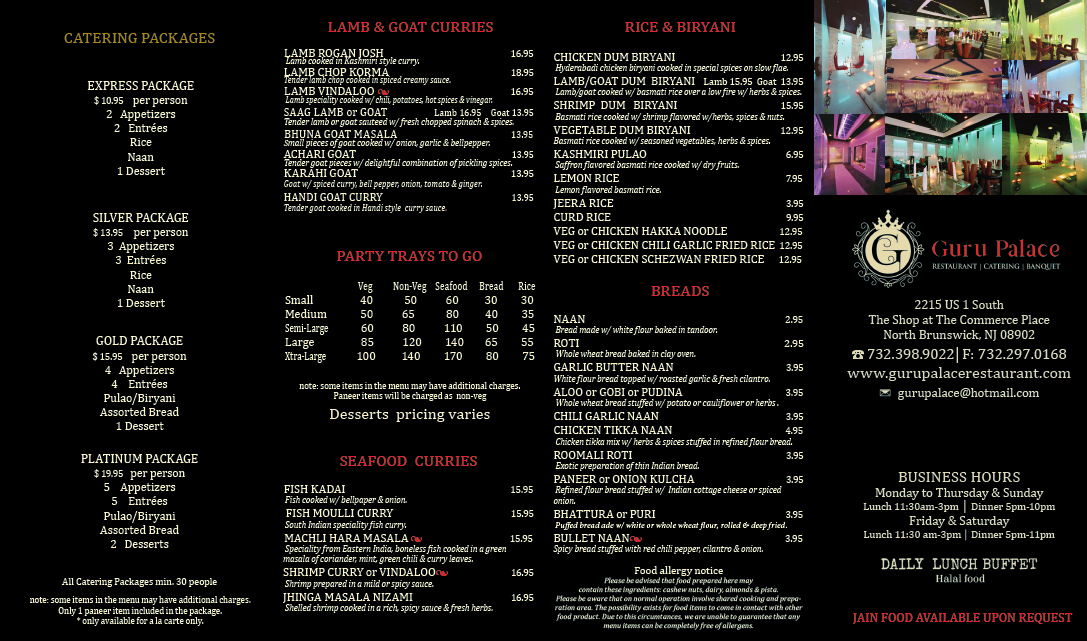 CATERING PACKAGES
EXPRESS PACKAGE
$ 10.95 per person
2 Appetizers
2 Entrées
Rice
Naan
1 Dessert
SILVER PACKAGE
$ 13.95 per person
3 Appetizers
3 Entrées
Rice
Naan
1 Dessert
GOLD PACKAGE
$ 15.95 per person
4 Appetizers
4 Entrées
Pulao/Biryani
Assorted Bread
1 Dessert
PLATINUM PACKAGE
$ 19.95 per person
5 Appetizers
5 Entrées
Pulao/Biryani
Assorted Bread
2 Desserts
All Catering Packages min. 30 people
note: some items in the menu may have additional charges.
Only 1 paneer item included in the package.
* only available for a la carte only.
LAMB & GOAT CURRIES
LAMB ROGAN JOSH 16.95
Lamb cooked in Kashmiri style curry.
LAMB CHOP KORMA 18.95
Tender lamb chop cooked in spiced creamy sauce.
LAMB VINDALOO 16.95
Lamb speciality cooked w/ chili, potatoes, hot spices & vinegar.
SAAG LAMB or GOAT Lamb 16.95 Goat 13.95
Tender lamb or goat sauteed w/ fresh chopped spinach & spices.
BHUNA GOAT MASALA 13.95
Small pieces of goat cooked w/ onion, garlic & bellpepper.
ACHARI GOAT 13.95
Tender goat pieces w/ delightful combination of pickling spices.
KARAHI GOAT 13.95
Goat w/ spiced curry, bell pepper, onion, tomato & ginger.
HANDI GOAT CURRY 13.95
Tender goat cooked in Handi style curry sauce.
PARTY TRAYS TO GO
Veg Non-Veg Seafood Bread Rice
Small 40 50 60 30 30
Medium 50 65 80 40 35
Semi-Large 60 80 110 50 45
Large 85 120 140 65 55
Xtra-Large 100 140 170 80 75
note: some items in the menu may have additional charges.
Paneer items will be charged as non-veg
Desserts pricing varies
SEAFOOD CURRIES
FISH KADAI 15.95
Fish cooked w/ bellpaper & onion.
FISH MOULLI CURRY 15.95
South Indian speciality fish curry.
MACHLI HARA MASALA 15.95
Speciality from Eastern India, boneless fish cooked in a green
masala of coriander, mint, green chili & curry leaves.
SHRIMP CURRY or VINDALOO 16.95
Shrimp prepared in a mild or spicy sauce.
JHINGA MASALA NIZAMI 16.95
Shelled shrimp cooked in a rich, spicy sauce & fresh herbs.
RICE & BIRYANI
CHICKEN DUM BIRYANI 12.95
Hyderabadi chicken biryani cooked in special spices on slow flae.
LAMB/GOAT DUM BIRYANI Lamb 15.95 Goat 13.95
Lamb/goat cooked w/ basmati rice over a low fire w/ herbs & spices.
SHRIMP DUM BIRYANI 15.95
Basmati rice cooked w/ shrimp flavored w/herbs, spices & nuts.
VEGETABLE DUM BIRYANI 12.95
Basmati rice cooked w/ seasoned vegetables, herbs & spices.
KASHMIRI PULAO 6.95
Saffron flavored basmati rice cooked w/ dry fruits.
LEMON RICE 7.95
Lemon flavored basmati rice.
JEERA RICE 3.95
CURD RICE 9.95
VEG or CHICKEN HAKKA NOODLE 12.95
VEG or CHICKEN CHILI GARLIC FRIED RICE 12.95
VEG or CHICKEN SCHEZWAN FRIED RICE 12.95
BREADS
NAAN 2.95
Bread made w/ white flour baked in tandoor.
ROTI 2.95
Whole wheat bread baked in clay oven.
GARLIC BUTTER NAAN 3.95
White flour bread topped w/ roasted garlic & fresh cilantro.
ALOO or GOBI or PUDINA 3.95
Whole wheat bread stuffed w/ potato or cauliflower or herbs .
CHILI GARLIC NAAN 3.95
CHICKEN TIKKA NAAN 4.95
Chicken tikka mix w/ herbs & spices stuffed in refined flour bread.
ROOMALI ROTI 3.95
Exotic preparation of thin Indian bread.
PANEER or ONION KULCHA 3.95
Refined flour bread stuffed w/ Indian cottage cheese or spiced
onion.
BHATTURA or PURI 3.95
Puffed bread ade w/ white or whole wheat flour, rolled & deep fried.
BULLET NAAN 3.95
Spicy bread stuffed with red chili pepper, cilantro & onion.
Food allergy notice
Please be advised that food prepared here may
contain these ingredients: cashew nuts, dairy, almonds & pista.
Please be aware that on normal operation involve shared cooking and prepa-
ration area. The possibility exists for food items to come in contact with other
food product. Due to this circumtances, we are unable to guarantee that any
menu items can be completely free of allergens.
G
Guru Palace
RESTAURANT | CATERING | BANQUET
2215 US 1 South
The Shop at The Commerce Place
North Brunswick, NJ 08902
☎ 732.398.9022| F: 732.297.0168
www.gurupalacerestaurant.com
gurupalace@hotmail.com
BUSINESS HOURS
Monday to Thursday & Sunday
Lunch 11:30am-3pm | Dinner 5pm-10pm
Friday & Saturday
Lunch 11:30 am-3pm | Dinner 5pm-11pm
DAILY LUNCH BUFFET
Halal food
JAIN FOOD AVAILABLE UPON REQUEST